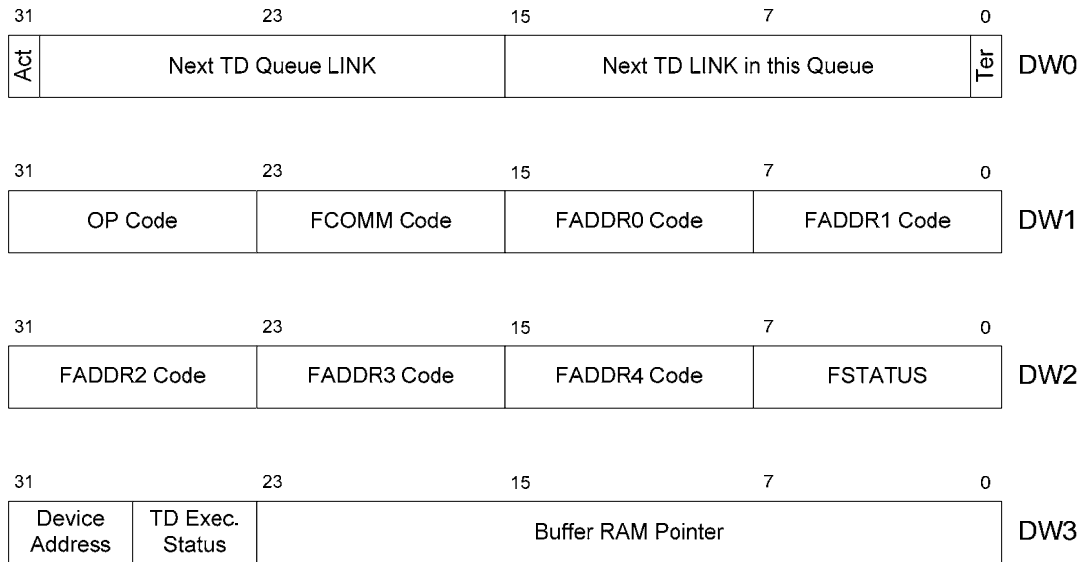 31 23 15 7 0
Act Next TD Queue LINK Next TD LINK in this Queue Ter DW0
31 23 15 7 0
OP Code FCOMM Code FADDR0 Code FADDR1 Code DW1
31 23 15 7 0
FADDR2 Code FADDR3 Code FADDR4 Code FSTATUS DW2
31 23 15 7 0
Device Address TD Exec. Status Buffer RAM Pointer DW3